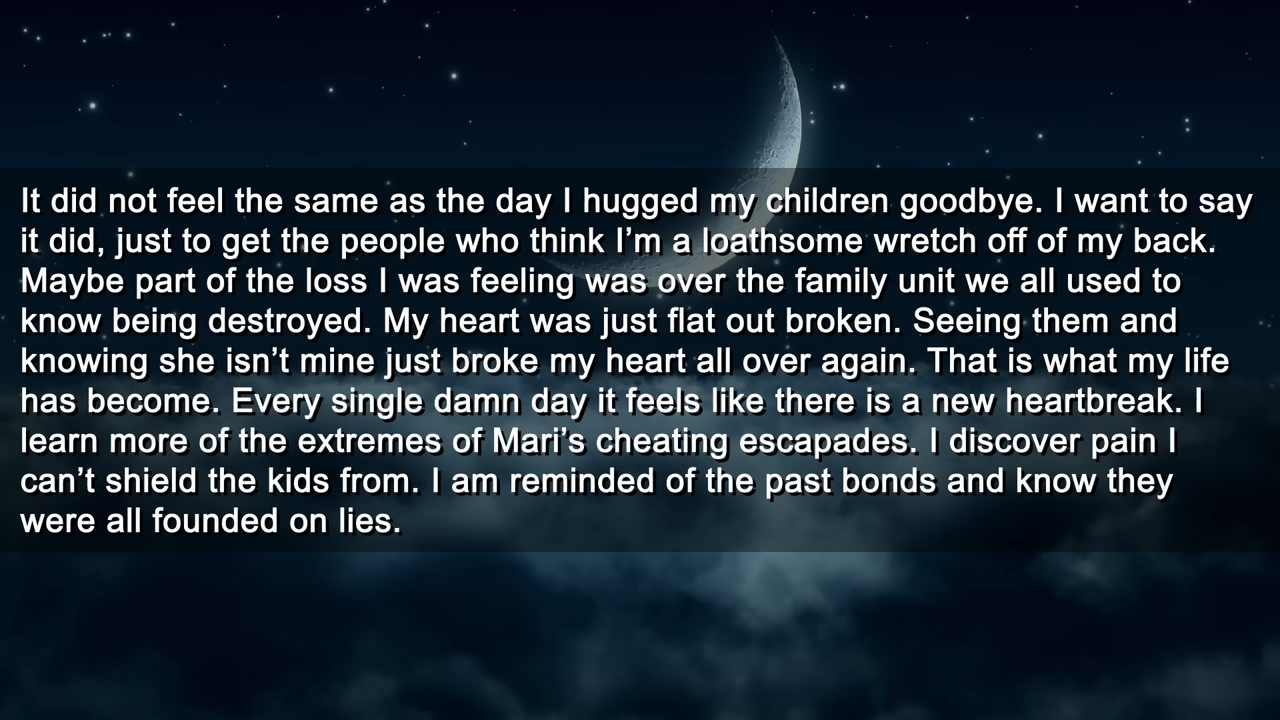 It did not feel the same as the day I hugged my children goodbye. I want to say
it did, just to get the people who think I’m a loathsome wretch off of my back.
Maybe part of the loss I was feeling was over the family unit we all used to
know being destroyed. My heart was just flat out broken. Seeing them and
knowing she isn’t mine just broke my heart all over again. That is what my life
has become. Every single damn day it feels like there is a new heartbreak. I
learn more of the extremes of Mari’s cheating escapades. I discover pain I
can’t shield the kids from. I am reminded of the past bonds and know they
were all founded on lies.